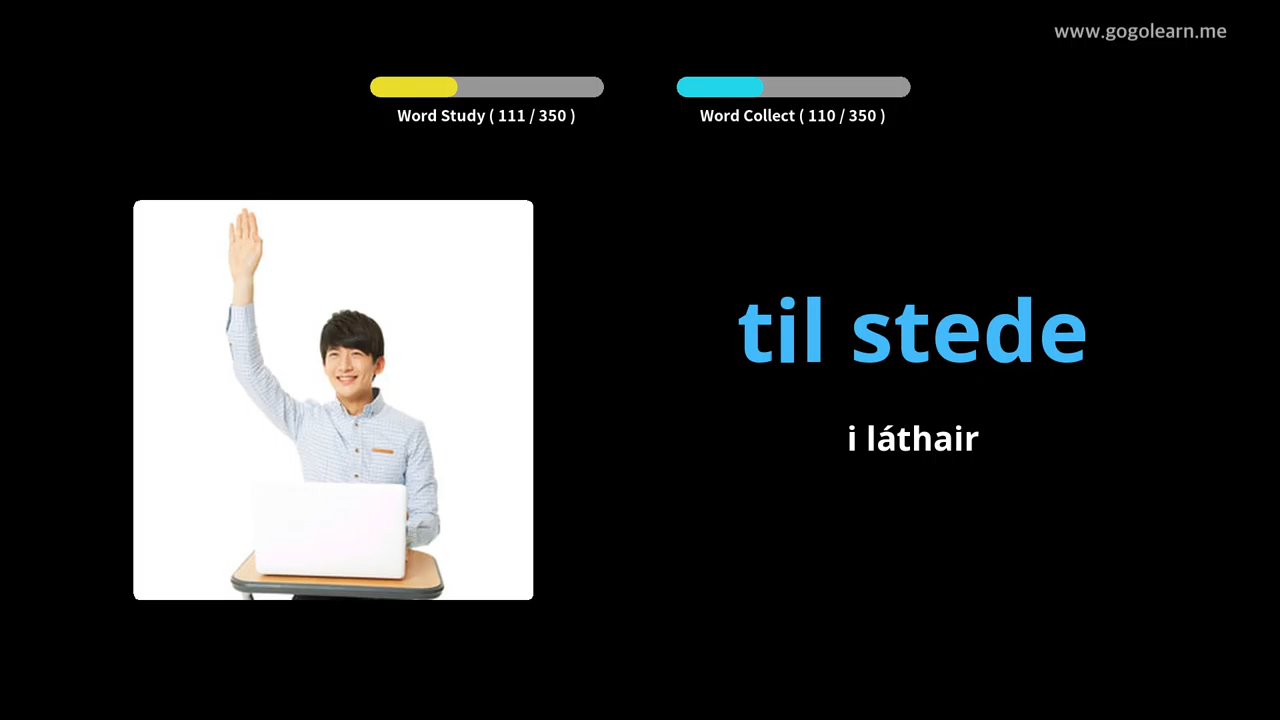 www.gogolearn.me
Word Study ( 111 / 350 )
Word Collect ( 110 / 350 )
til stede
i láthair